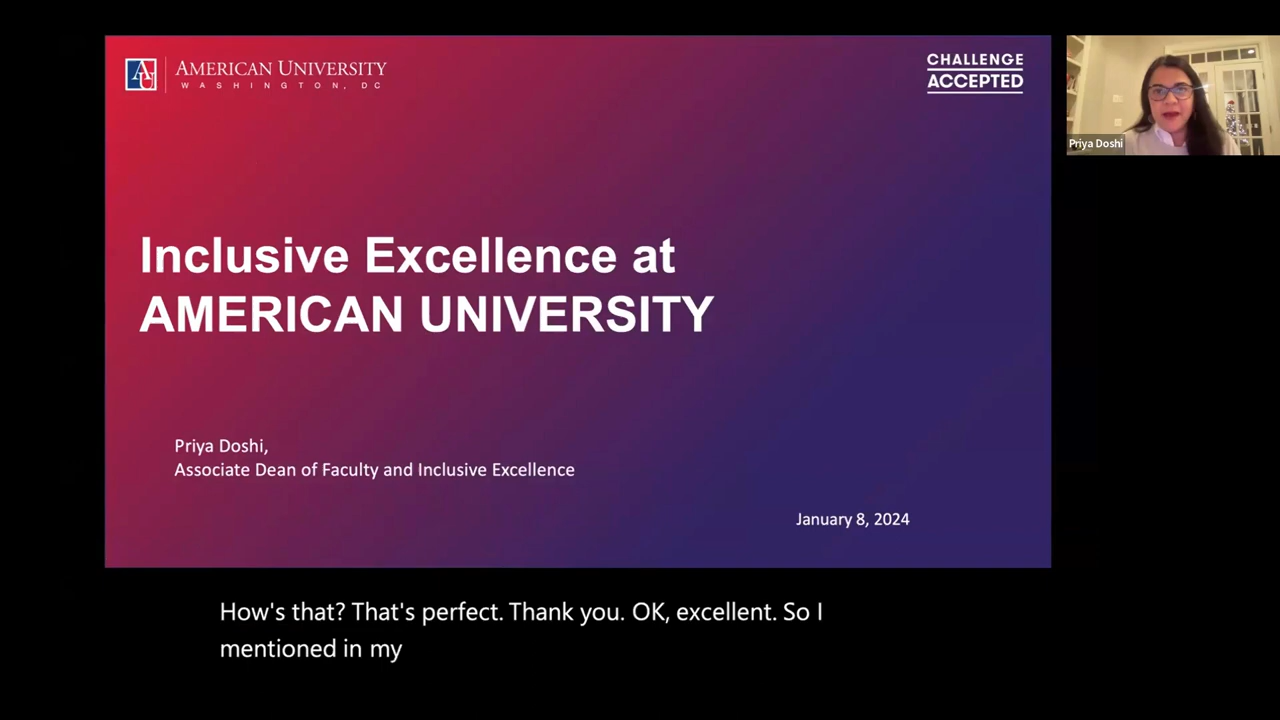 AU
AMERICAN UNIVERSITY
WASHINGTON, DC
CHALLENGE
ACCEPTED
Priya Doshi
Inclusive Excellence at
AMERICAN UNIVERSITY
Priya Doshi,
Associate Dean of Faculty and Inclusive Excellence
January 8, 2024
How's that? That's perfect. Thank you. OK, excellent. So I
mentioned in my